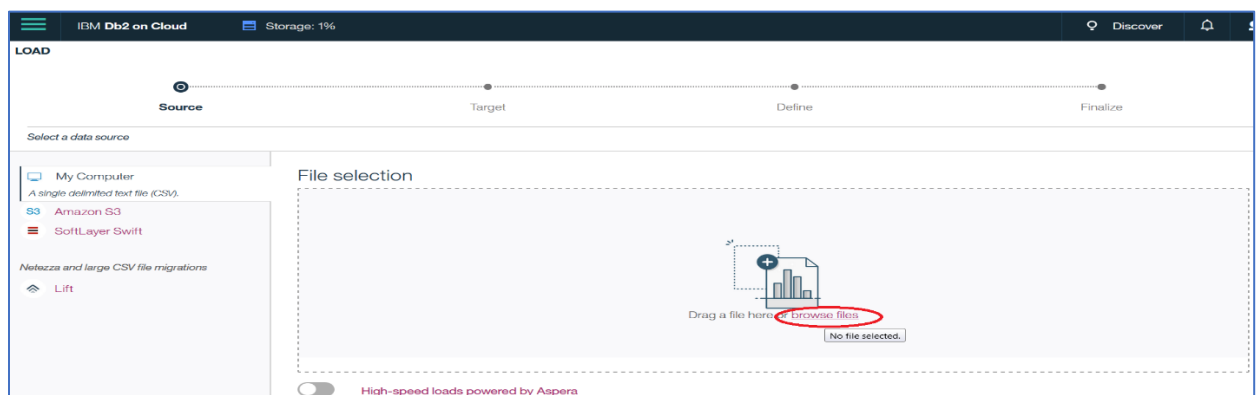 IBM Db2 on Cloud Storage: 1% Discover
LOAD
Source Target Define Finalize
Select a data source
My Computer
A single delimited text file (CSV).
S3 Amazon S3
SoftLayer Swift
Netezza and large CSV file migrations
Lift
File selection
Drag a file here or browse files
No file selected.
High-speed loads powered by Aspera